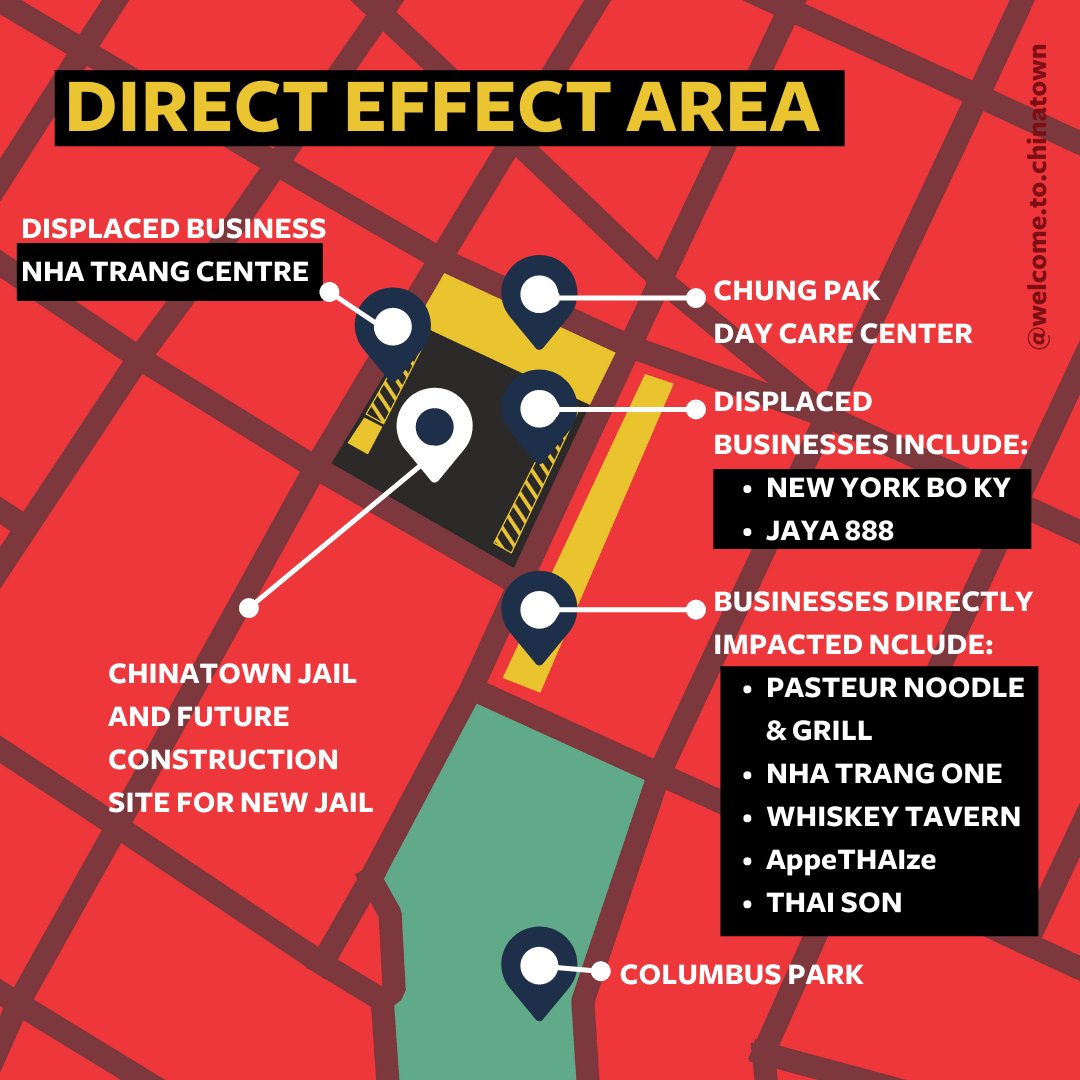 DIRECT EFFECT AREA
@welcome.to.chinatown
DISPLACED BUSINESS
NHA TRANG CENTRE
CHUNG PAK
DAY CARE CENTER
DISPLACED
BUSINESSES INCLUDE:
• NEW YORK BO KY
• JAYA 888
BUSINESSES DIRECTLY
IMPACTED NCLUDE:
• PASTEUR NOODLE
& GRILL
• NHA TRANG ONE
• WHISKEY TAVERN
• AppeTHAIze
• THAI SON
CHINATOWN JAIL
AND FUTURE
CONSTRUCTION
SITE FOR NEW JAIL
COLUMBUS PARK